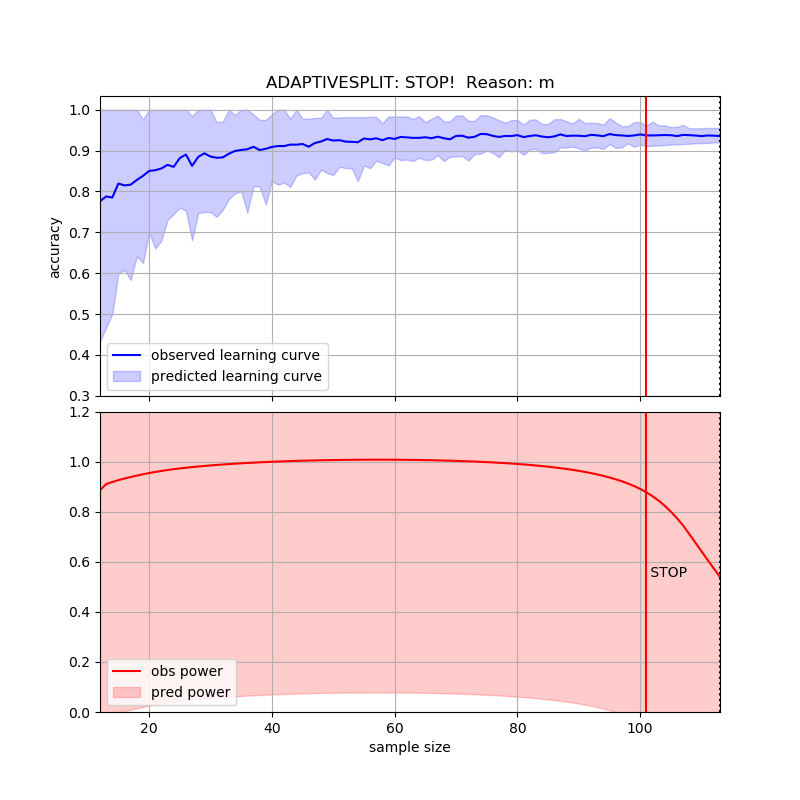 ADAPTIVESPLIT: STOP!  Reason: m
1.0
0.9
0.8
0.7
0.6
0.5
0.4
0.3
accuracy
observed learning curve
predicted learning curve
1.2
1.0
0.8
0.6
0.4
0.2
0.0
STOP
obs power
pred power
20 40 60 80 100
sample size